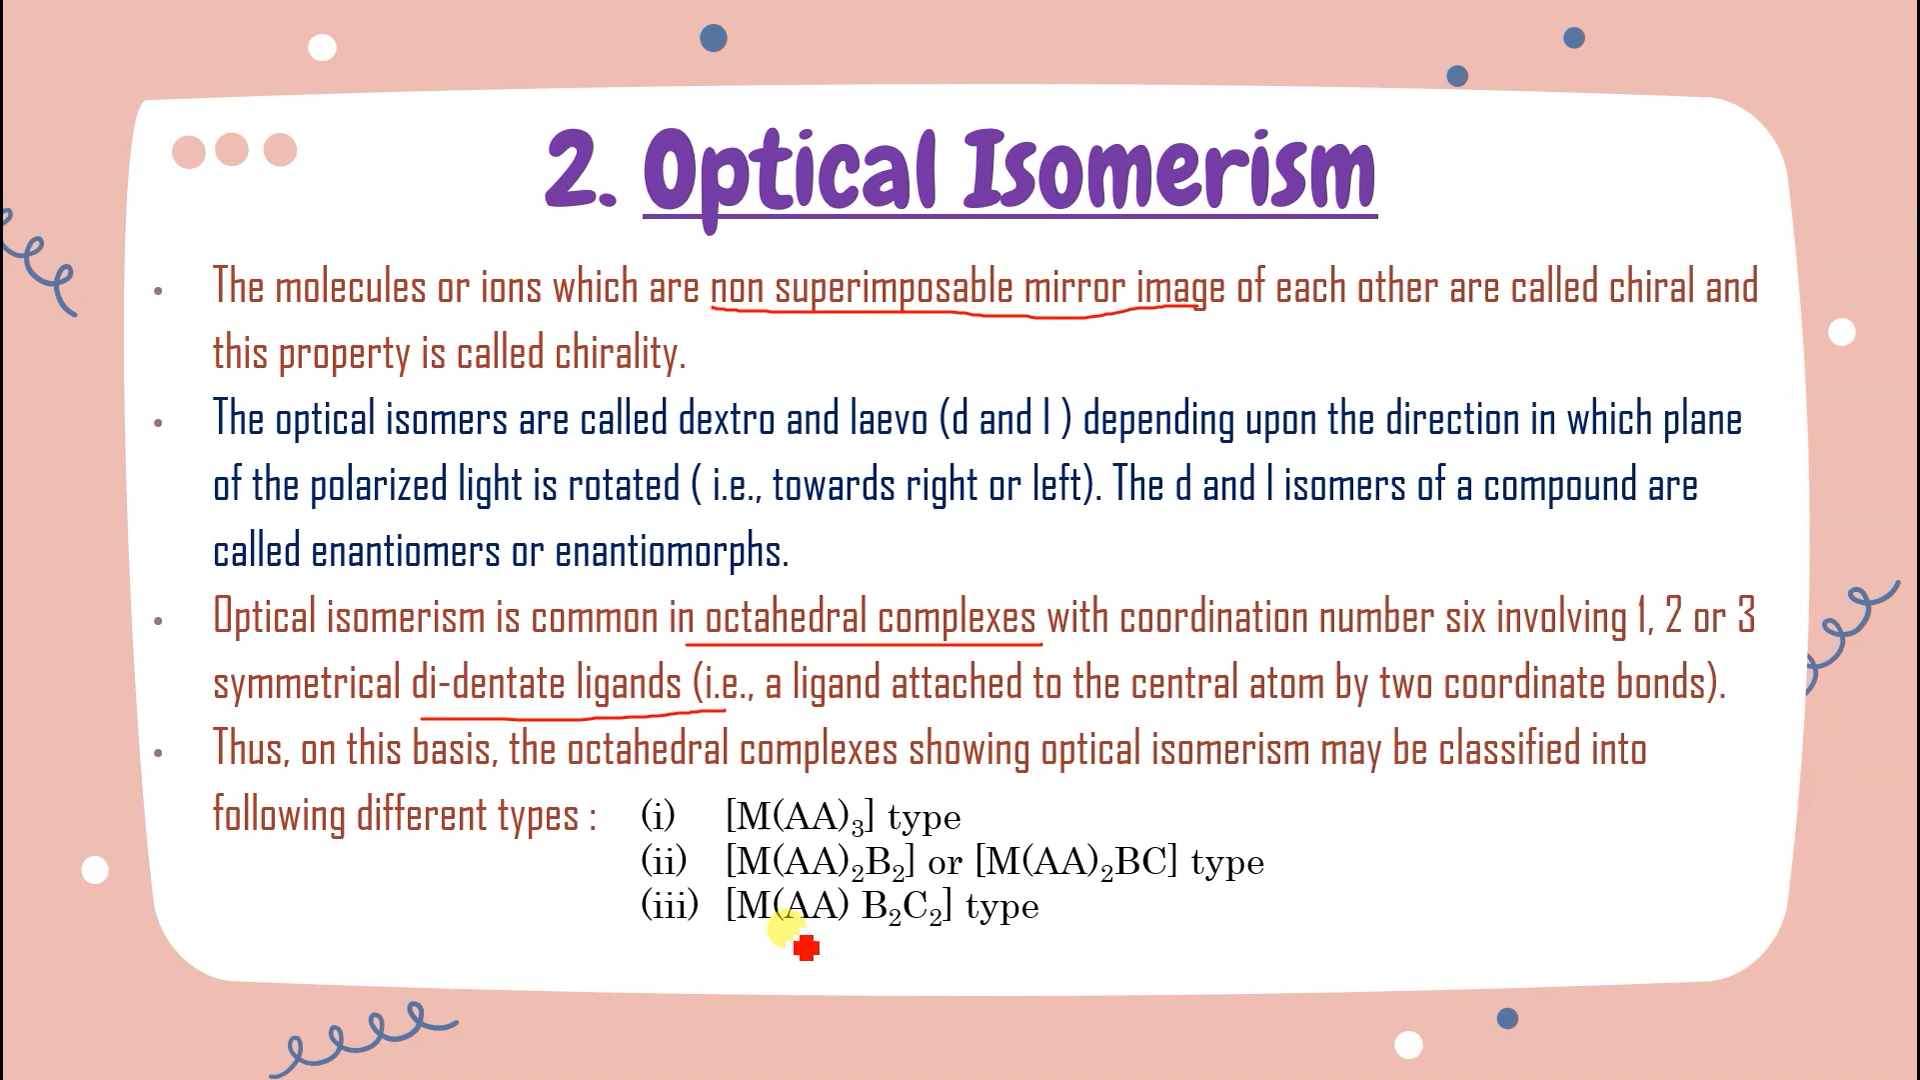 2. Optical Isomerism
• The molecules or ions which are non superimposable mirror image of each other are called chiral and
this property is called chirality.
• The optical isomers are called dextro and laevo (d and l ) depending upon the direction in which plane
of the polarized light is rotated ( i.e., towards right or left). The d and l isomers of a compound are
called enantiomers or enantiomorphs.
• Optical isomerism is common in octahedral complexes with coordination number six involving 1, 2 or 3
symmetrical di-dentate ligands (i.e., a ligand attached to the central atom by two coordinate bonds).
• Thus, on this basis, the octahedral complexes showing optical isomerism may be classified into
following different types : (i) [M(AA)₃] type
(ii) [M(AA)₂B₂] or [M(AA)₂BC] type
(iii) [M(AA) B₂C₂] type